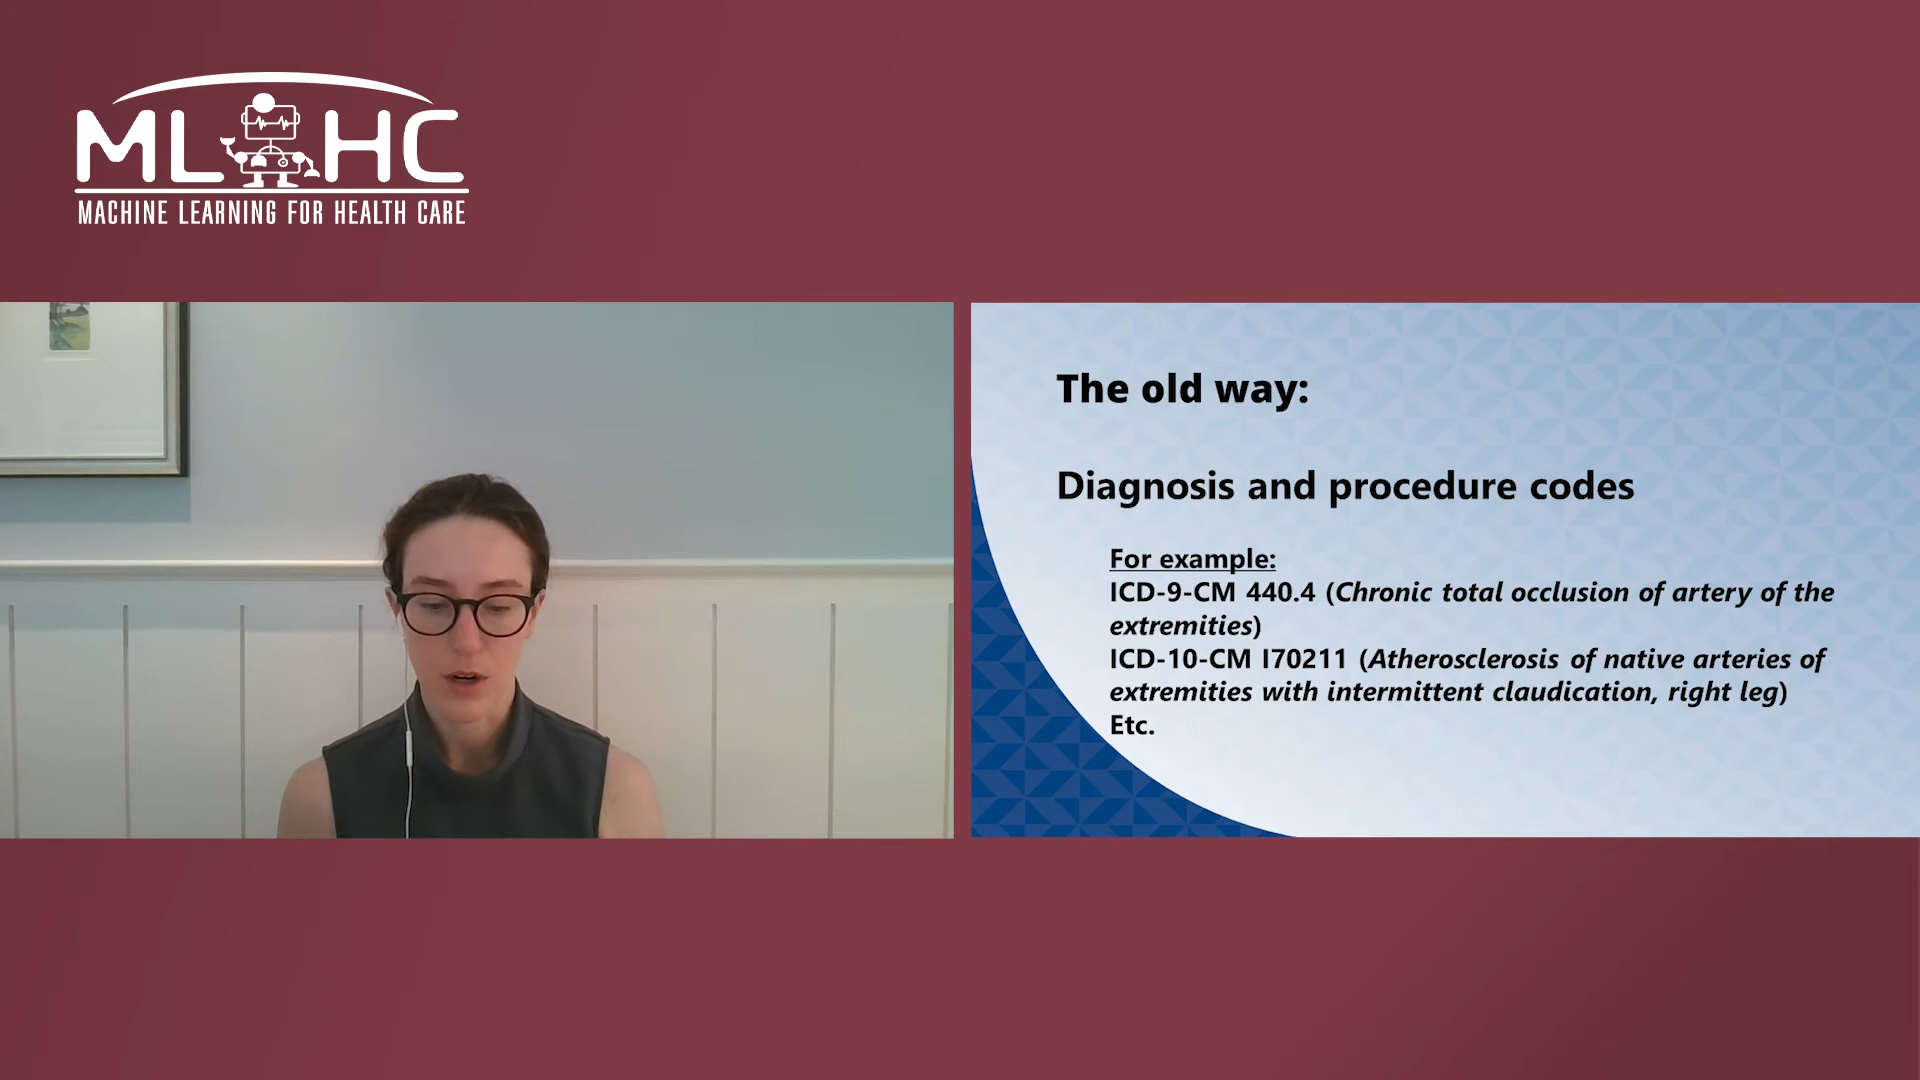 ML HC
MACHINE LEARNING FOR HEALTH CARE
The old way:
Diagnosis and procedure codes
For example:
ICD-9-CM 440.4 (Chronic total occlusion of artery of the
extremities)
ICD-10-CM I70211 (Atherosclerosis of native arteries of
extremities with intermittent claudication, right leg)
Etc.